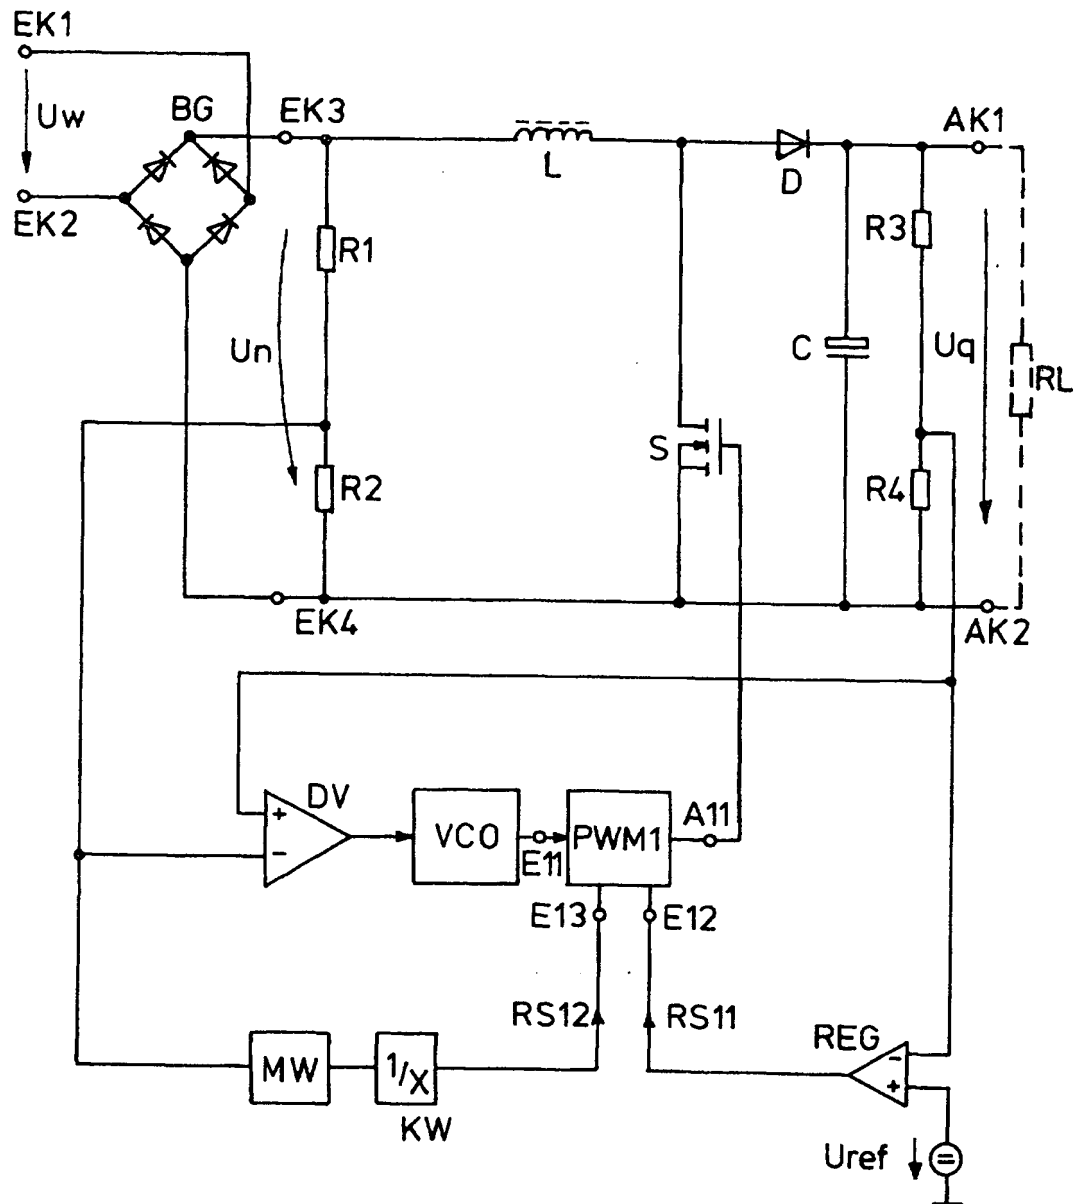 EK1
Uw
BG
EK3
AK1
EK2
L
D
R1
R3
Un
C
Uq
RL
S
R2
R4
EK4
AK2
DV
+
−
VCO
E11
PWM1
A11
E13
E12
RS12
RS11
REG
−
+
MW
1/x
KW
Uref
=